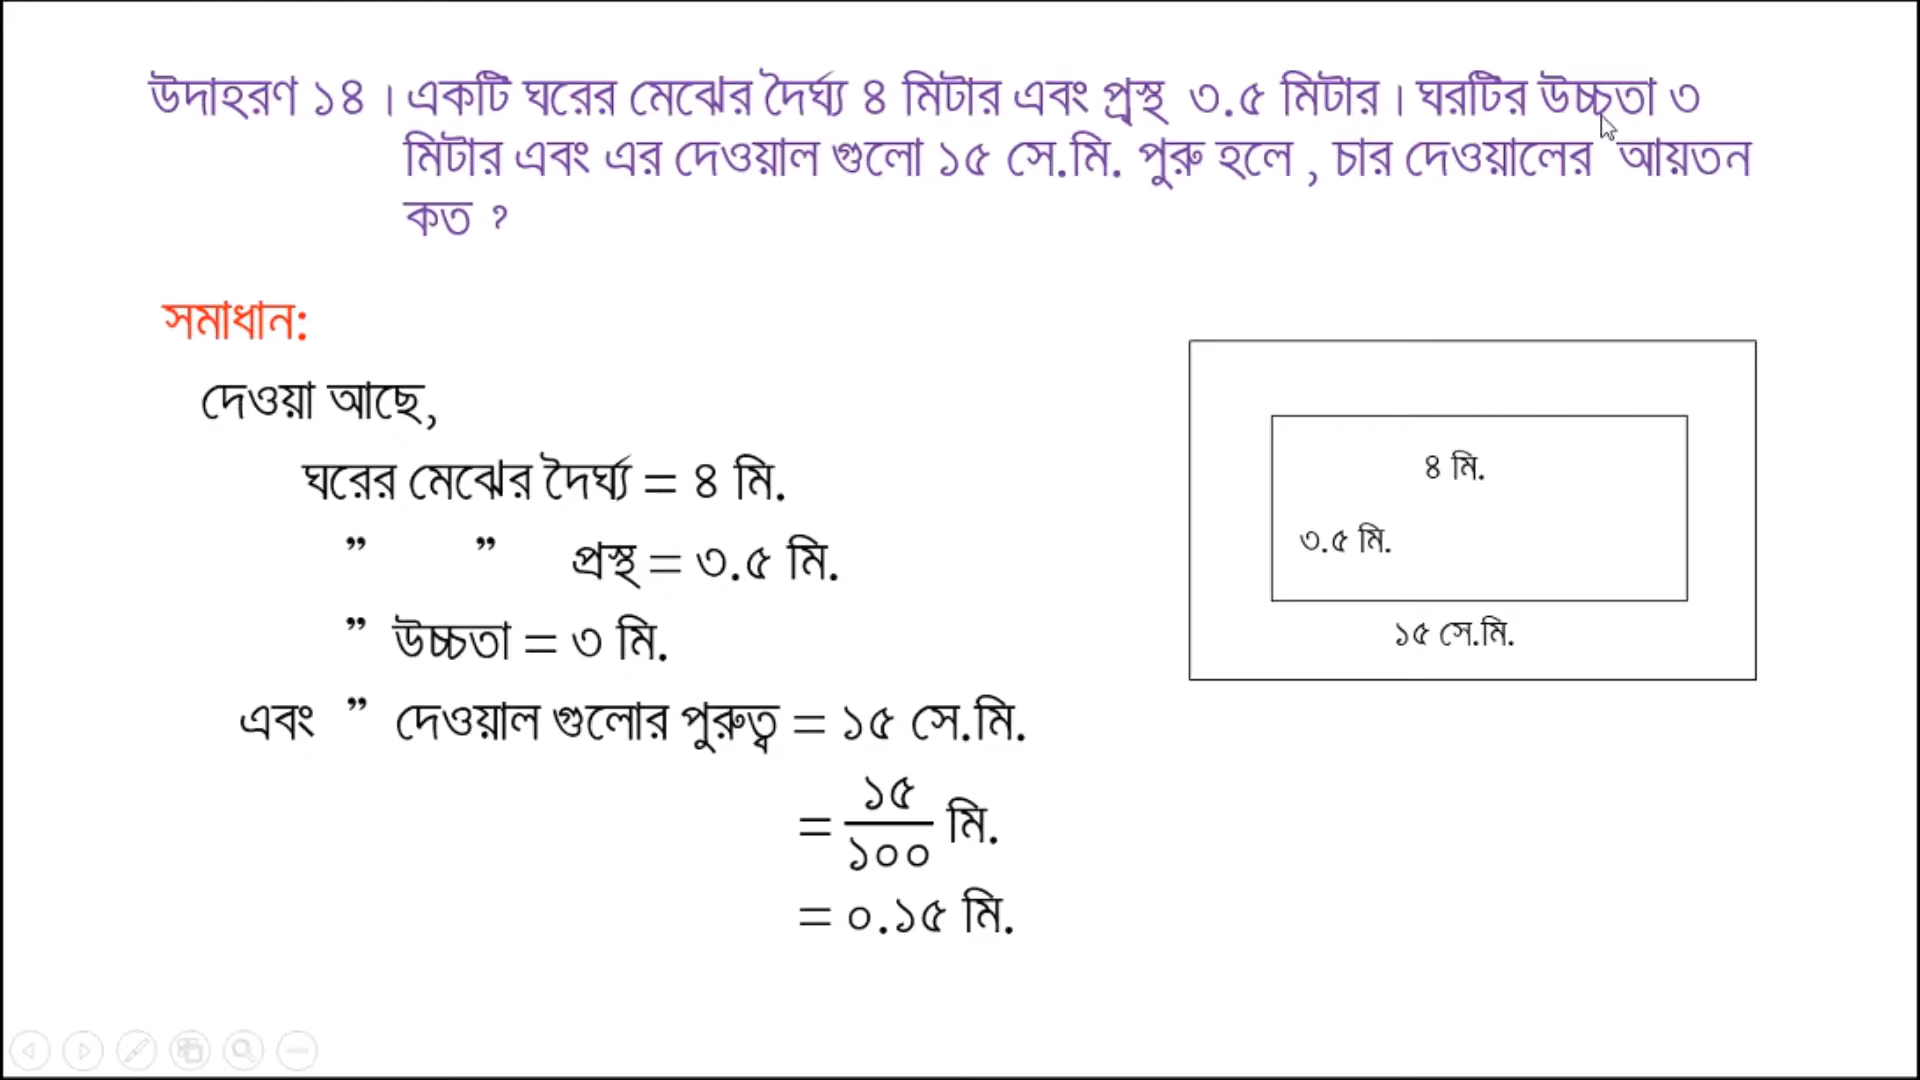 উদাহরণ ১৪। একটি ঘরের মেঝের দৈর্ঘ্য ৪ মিটার এবং প্রস্থ ৩.৫ মিটার। ঘরটির উচ্চতা ৩
মিটার এবং এর দেওয়াল গুলো ১৫ সে.মি. পুরু হলে , চার দেওয়ালের আয়তন
কত ?
সমাধান:
দেওয়া আছে,
ঘরের মেঝের দৈর্ঘ্য = ৪ মি.
” ” প্রস্থ = ৩.৫ মি.
” উচ্চতা = ৩ মি.
এবং ” দেওয়াল গুলোর পুরুত্ব = ১৫ সে.মি.
= ১৫/১০০ মি.
= ০.১৫ মি.
৪ মি.
৩.৫ মি.
১৫ সে.মি.